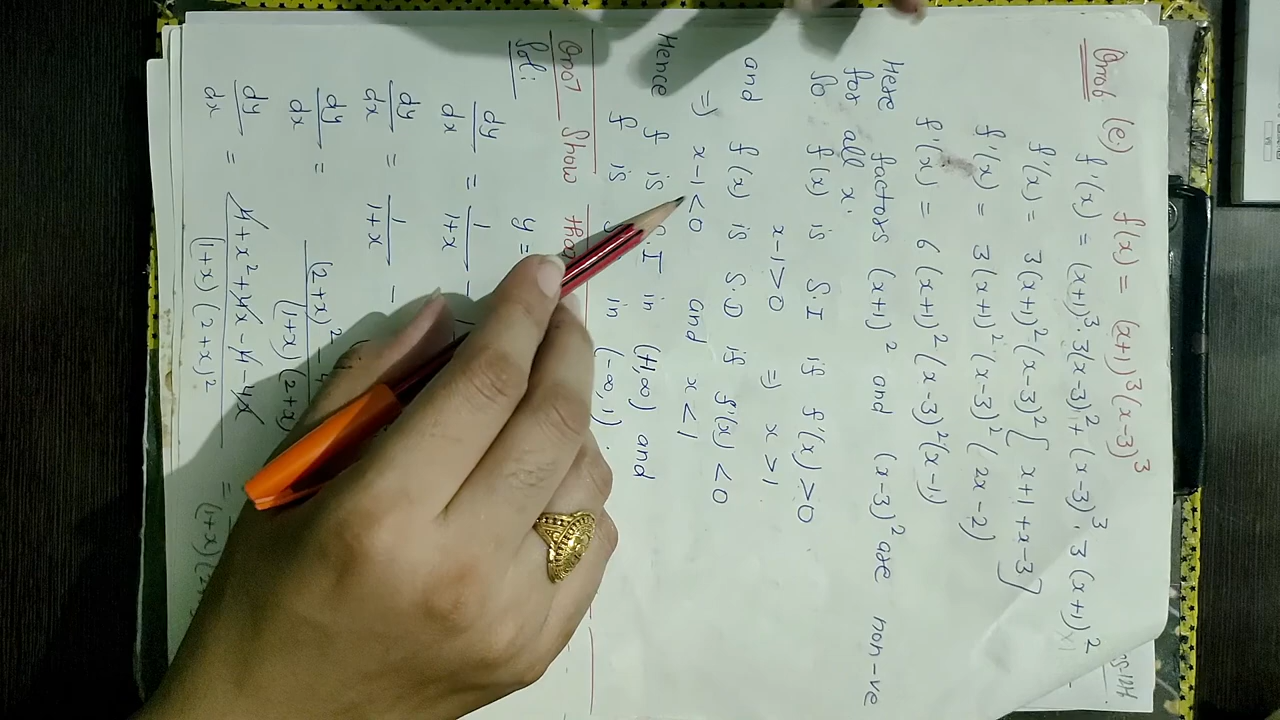 Qno6 (e.) f(x) = (x+1)³(x-3)³
f'(x) = (x+1)³·3(x-3)² + (x-3)³·3(x+1)²
f'(x) = 3(x+1)²(x-3)²[x+1+x-3]
f'(x) = 3(x+1)²(x-3)²(2x-2)
f'(x) = 6(x+1)²(x-3)²(x-1)
Here factors (x+1)² and (x-3)² are non-ve
for all x.
So f(x) is S.I if f'(x) > 0
x-1>0 ⇒ x>1
and f(x) is S.D if f'(x) < 0
⇒ x-1<0 and x<1
Hence f is S.I in (1,∞) and
f is in (-∞,1).
Qno7 Show
Sol: y =
dy/dx = 1/1+x -
dy/dx = 1/1+x -
dy/dx = (2+x)² - 4 / (1+x)(2+x)
dy/dx = 4+x²+4x-4-4x / (1+x)(2+x)² =